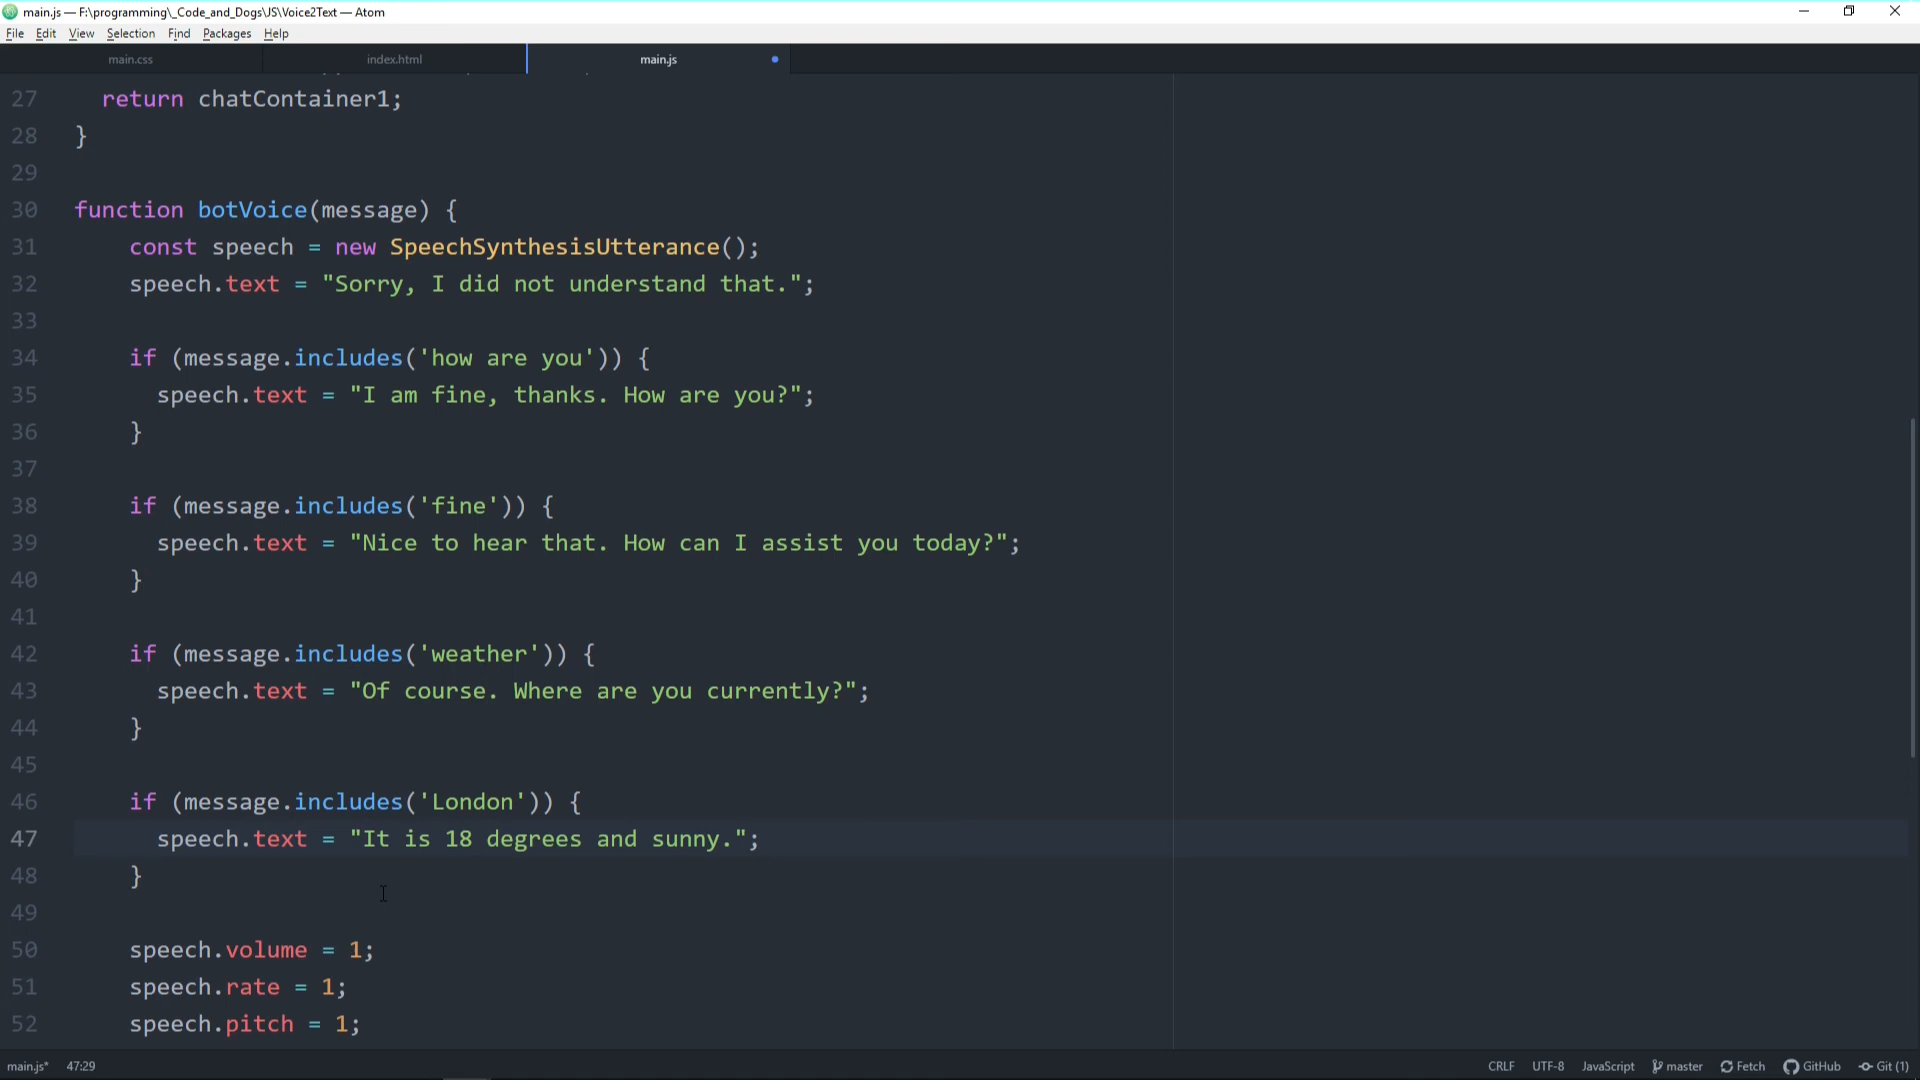 main.js — F:\programming\_Code_and_Dogs\JS\Voice2Text — Atom
File Edit View Selection Find Packages Help
main.css index.html main.js
27 return chatContainer1;
28 }
29
30 function botVoice(message) {
31 const speech = new SpeechSynthesisUtterance();
32 speech.text = "Sorry, I did not understand that.";
33
34 if (message.includes('how are you')) {
35 speech.text = "I am fine, thanks. How are you?";
36 }
37
38 if (message.includes('fine')) {
39 speech.text = "Nice to hear that. How can I assist you today?";
40 }
41
42 if (message.includes('weather')) {
43 speech.text = "Of course. Where are you currently?";
44 }
45
46 if (message.includes('London')) {
47 speech.text = "It is 18 degrees and sunny.";
48 }
49
50 speech.volume = 1;
51 speech.rate = 1;
52 speech.pitch = 1;
main.js* 47:29 CRLF UTF-8 JavaScript master Fetch GitHub Git (1)